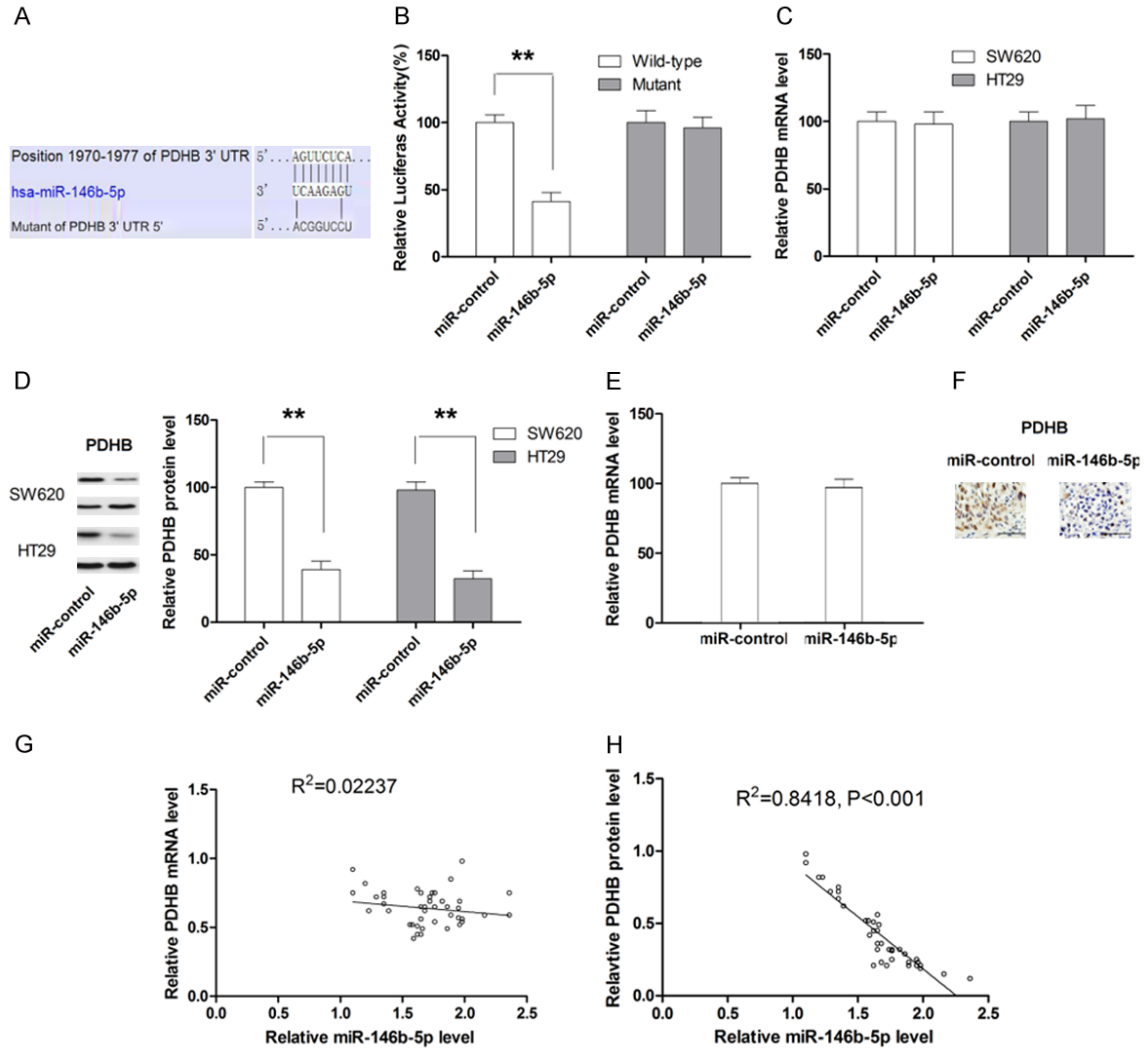 A
Position 1970-1977 of PDHB 3' UTR 5'...AGUUCUCA...
hsa-miR-146b-5p 3' UCAAGAGU
Mutant of PDHB 3' UTR 5' 5'...ACGGUCCU
B
Relative Luciferas Activity(%)
150
100
50
0
**
Wild-type
Mutant
miR-control
miR-146b-5p
miR-control
miR-146b-5p
C
Relative PDHB mRNA level
150
100
50
0
SW620
HT29
miR-control
miR-146b-5p
miR-control
miR-146b-5p
D
PDHB
SW620
HT29
miR-control
miR-146b-5p
Relative PDHB protein level
150
100
50
0
**
**
SW620
HT29
miR-control
miR-146b-5p
miR-control
miR-146b-5p
E
Relative PDHB mRNA level
150
100
50
0
miR-control
miR-146b-5p
F
PDHB
miR-control
miR-146b-5p
G
R²=0.02237
Relative PDHB mRNA level
1.5
1.0
0.5
0.0
0.0 0.5 1.0 1.5 2.0 2.5
Relative miR-146b-5p level
H
R²=0.8418, P<0.001
Relavtive PDHB protein level
1.5
1.0
0.5
0.0
0.0 0.5 1.0 1.5 2.0 2.5
Relative miR-146b-5p level